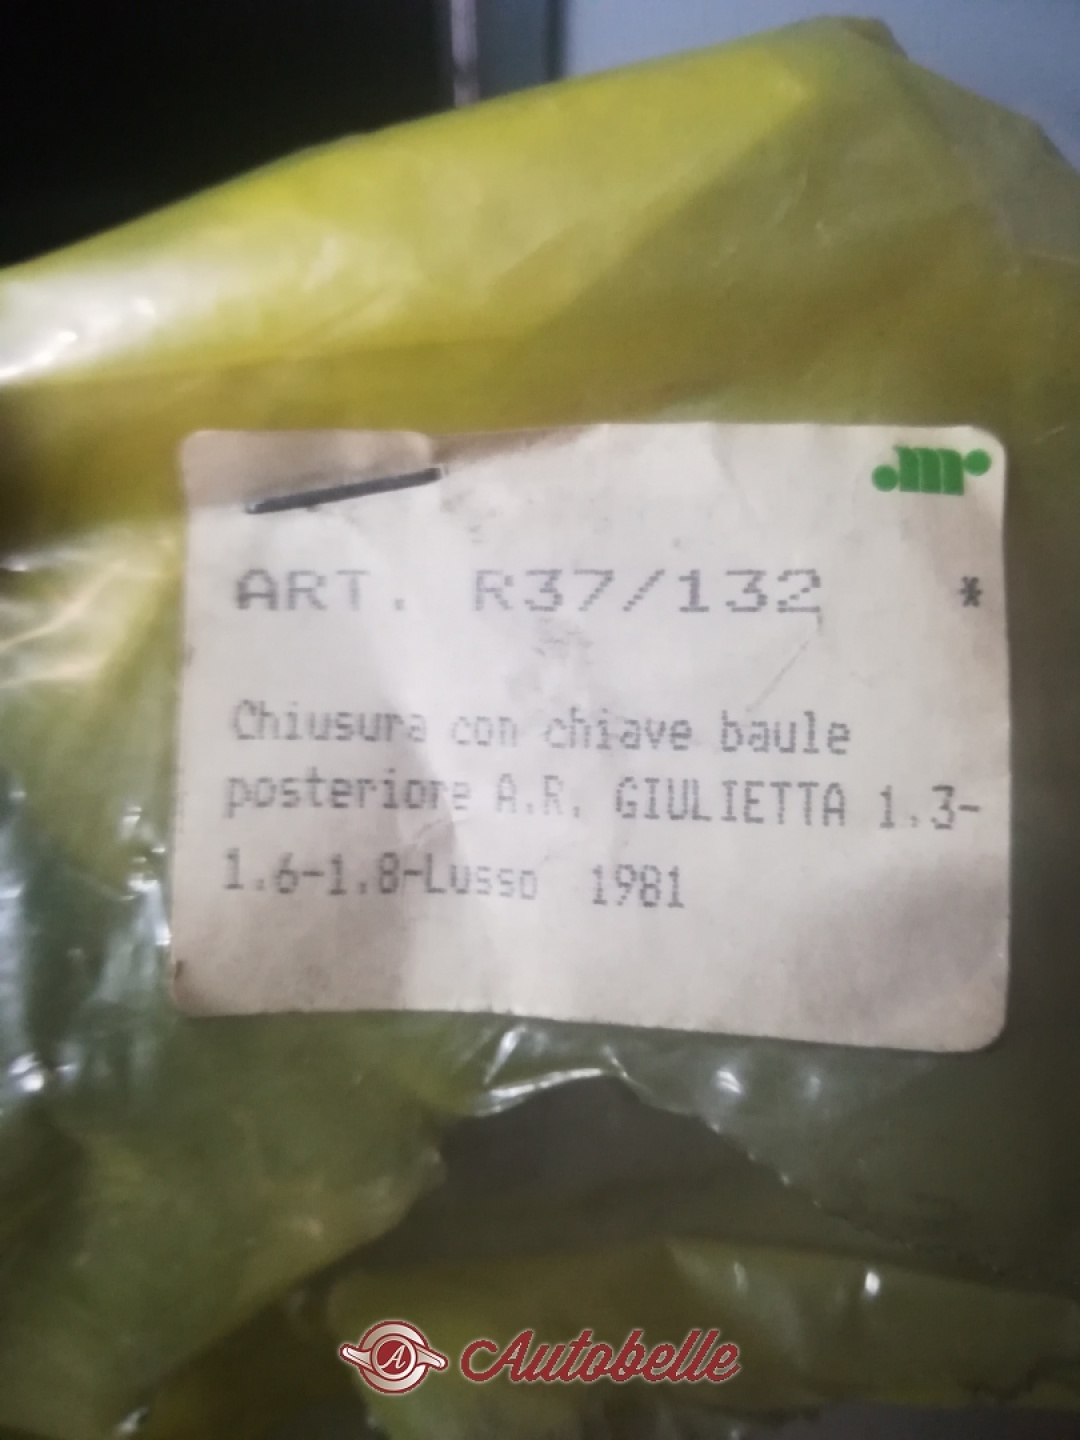 ART. R37/132 *
Chiusura con chiave baule
posteriore A.R. GIULIETTA 1.3-
1.6-1.8-Lusso 1981
A Autobelle